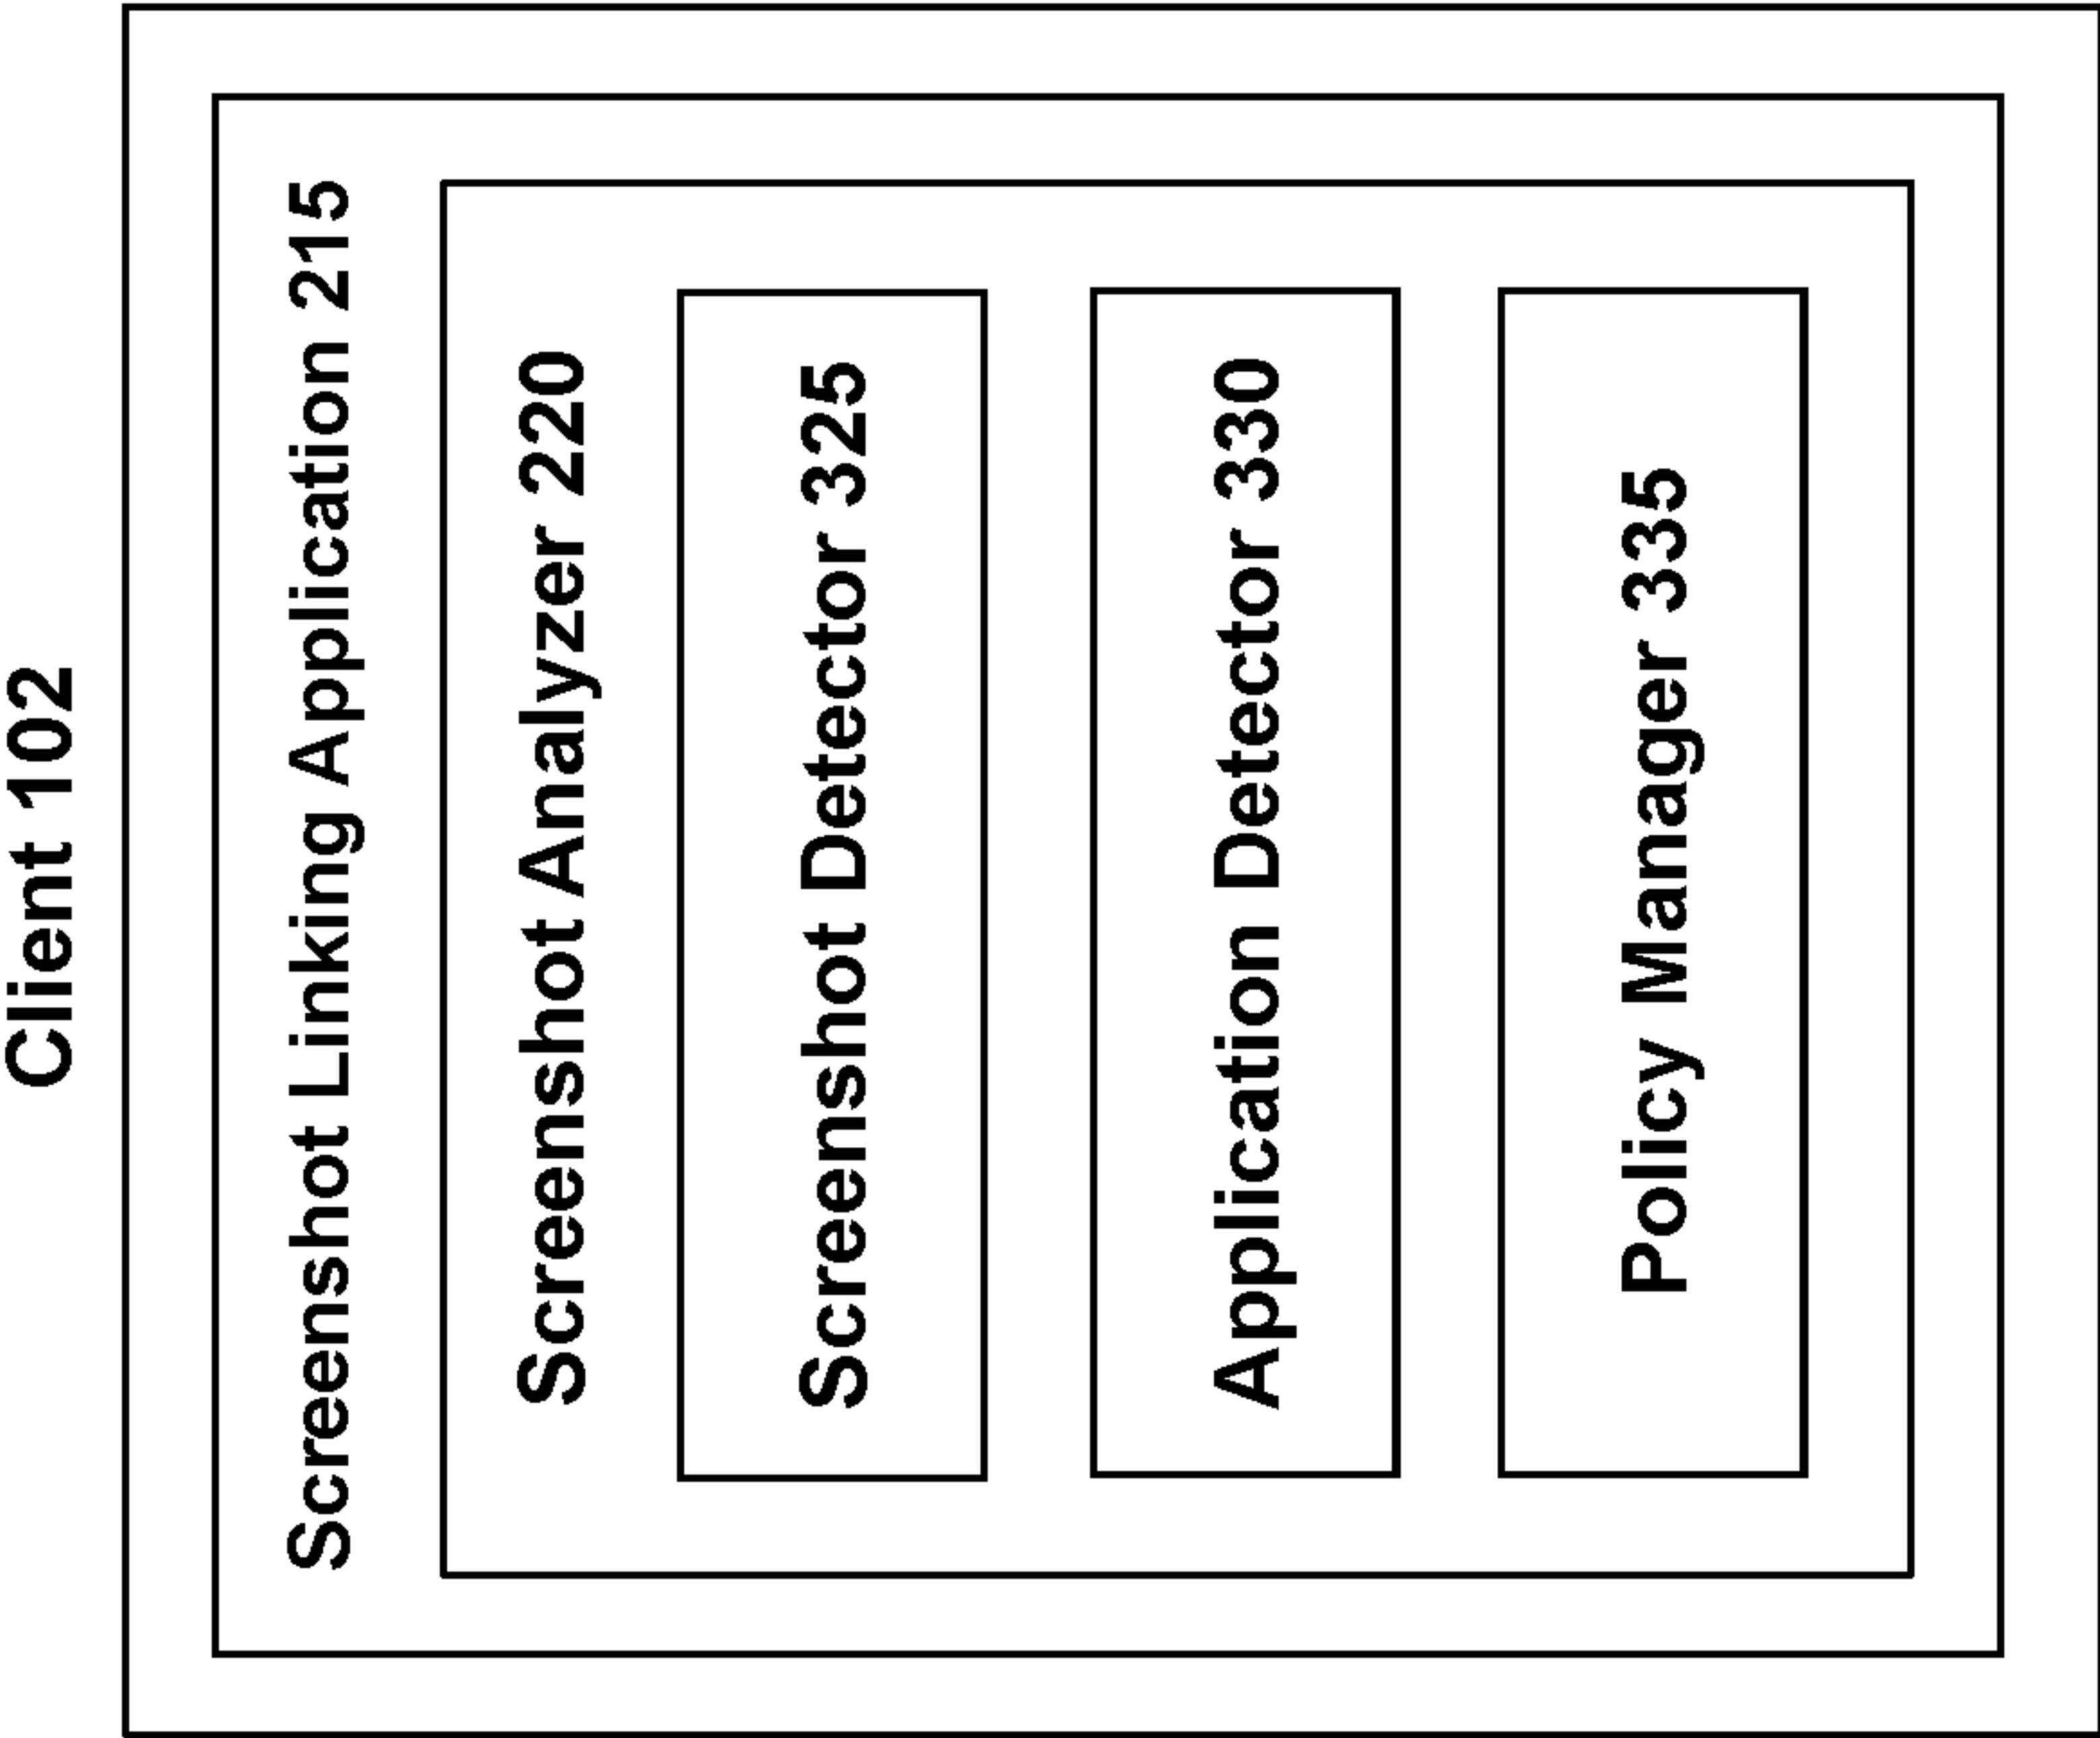 Client 102
Screenshot Linking Application 215
Screenshot Analyzer 220
Screenshot Detector 325
Application Detector 330
Policy Manager 335